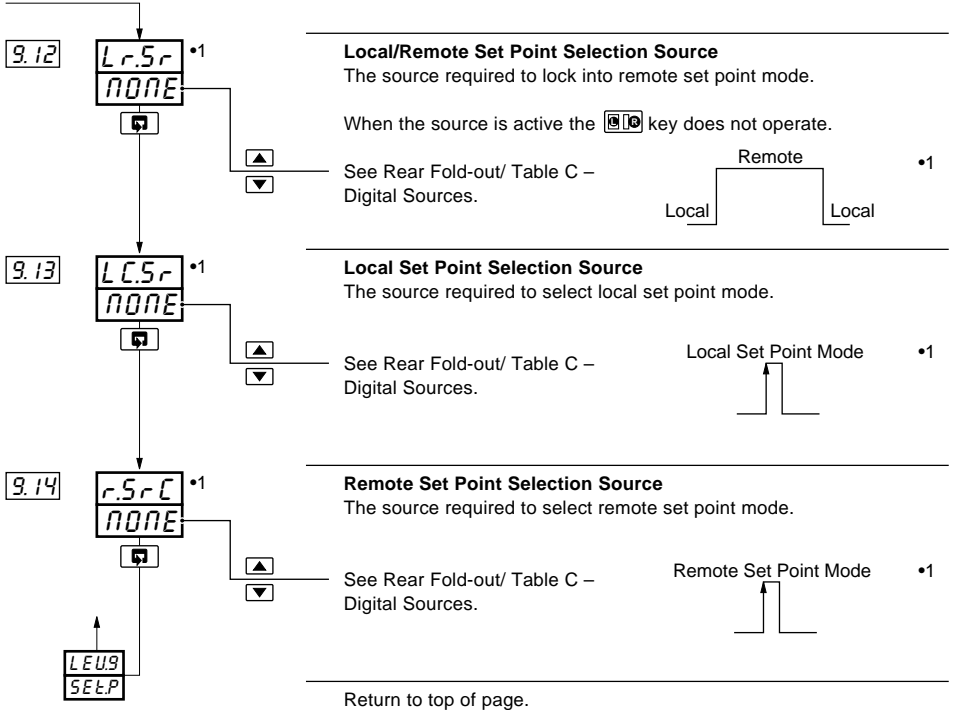 9.12
Lr.Sr •1
NONE
Local/Remote Set Point Selection Source
The source required to lock into remote set point mode.
When the source is active the L R key does not operate.
See Rear Fold-out/ Table C –
Digital Sources.
Remote •1
Local Local
9.13
LC.Sr •1
NONE
Local Set Point Selection Source
The source required to select local set point mode.
See Rear Fold-out/ Table C –
Digital Sources.
Local Set Point Mode •1
9.14
r.SrC •1
NONE
Remote Set Point Selection Source
The source required to select remote set point mode.
See Rear Fold-out/ Table C –
Digital Sources.
Remote Set Point Mode •1
LEV.9
SEt.P
Return to top of page.